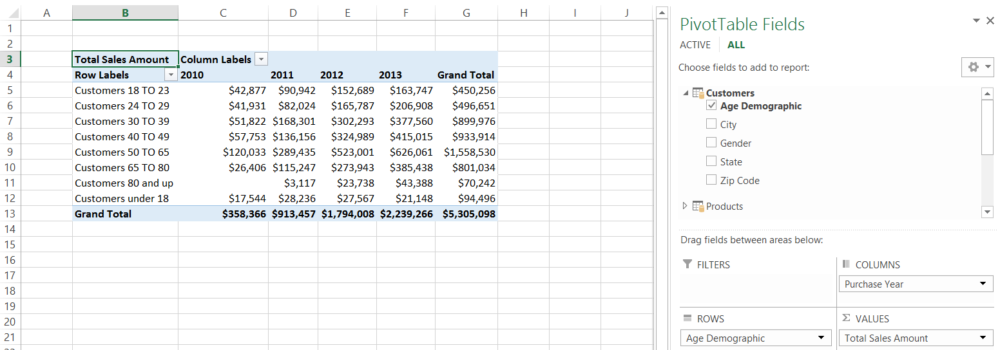 A B C D E F G H I J
1
2
3 Total Sales Amount Column Labels
4 Row Labels 2010 2011 2012 2013 Grand Total
5 Customers 18 TO 23 $42,877 $90,942 $152,689 $163,747 $450,256
6 Customers 24 TO 29 $41,931 $82,024 $165,787 $206,908 $496,651
7 Customers 30 TO 39 $51,822 $168,301 $302,293 $377,560 $899,976
8 Customers 40 TO 49 $57,753 $136,156 $324,989 $415,015 $933,914
9 Customers 50 TO 65 $120,033 $289,435 $523,001 $626,061 $1,558,530
10 Customers 65 TO 80 $26,406 $115,247 $273,943 $385,438 $801,034
11 Customers 80 and up $3,117 $23,738 $43,388 $70,242
12 Customers under 18 $17,544 $28,236 $27,567 $21,148 $94,496
13 Grand Total $358,366 $913,457 $1,794,008 $2,239,266 $5,305,098
14
15
16
17
18
19
20
21
PivotTable Fields
ACTIVE ALL
Choose fields to add to report:
Customers
Age Demographic
City
Gender
State
Zip Code
Products
Drag fields between areas below:
FILTERS
COLUMNS
Purchase Year
ROWS
Age Demographic
Σ VALUES
Total Sales Amount